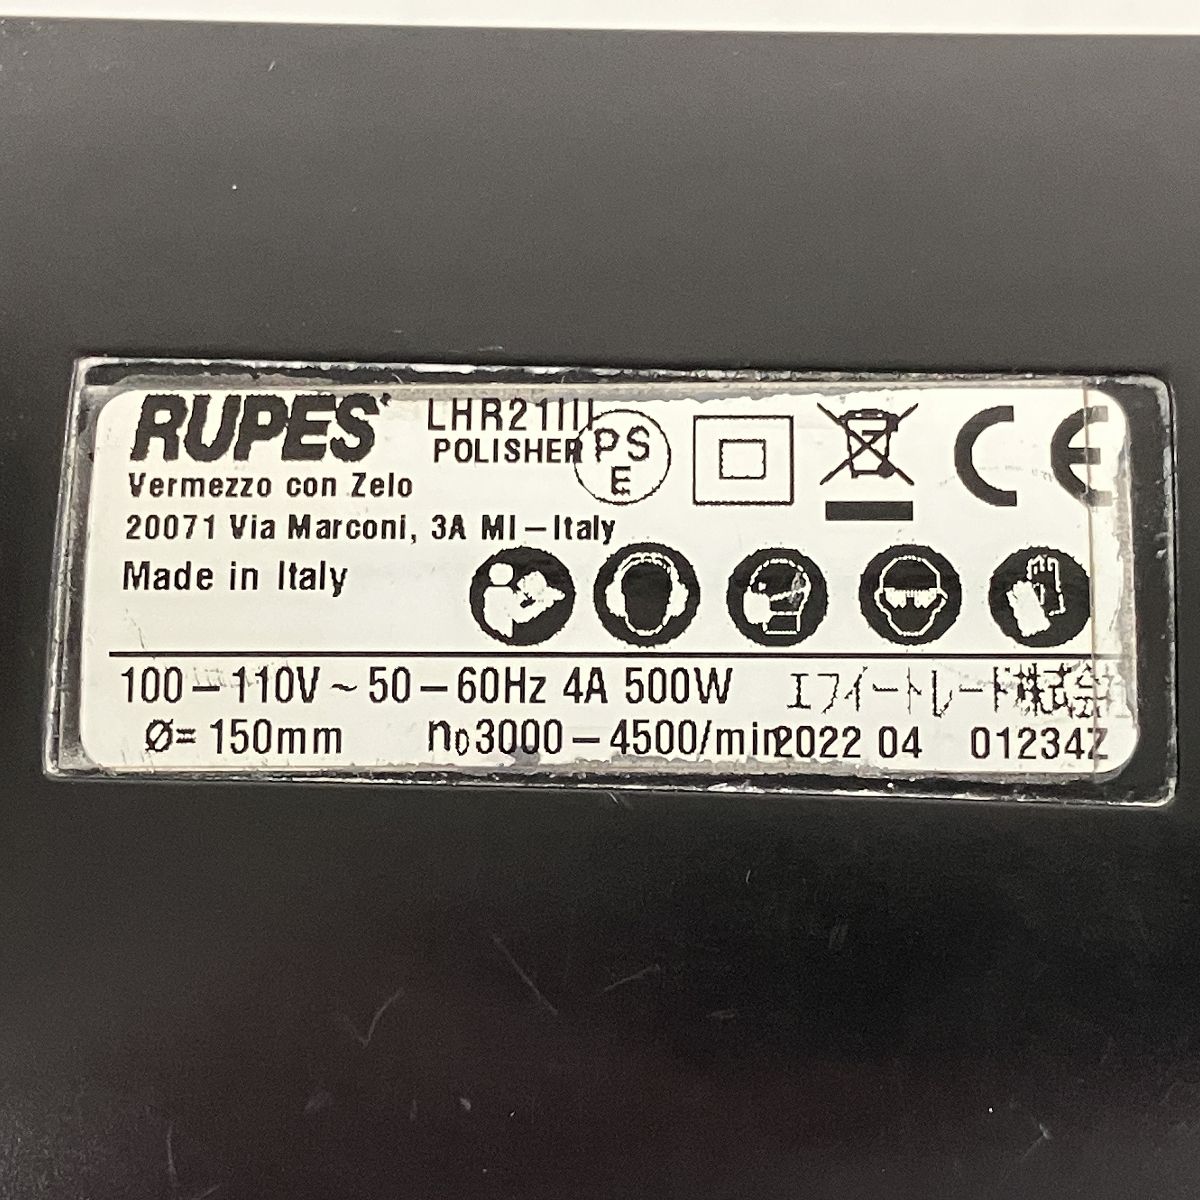 RUPES LHR21III
POLISHER
PS
E
CE
Vermezzo con Zelo
20071 Via Marconi, 3A MI – Italy
Made in Italy
100 – 110V ~ 50 – 60Hz 4A 500W エフイートレード株式会社
Ø= 150mm n₀3000 – 4500/min 2022 04 01234Z